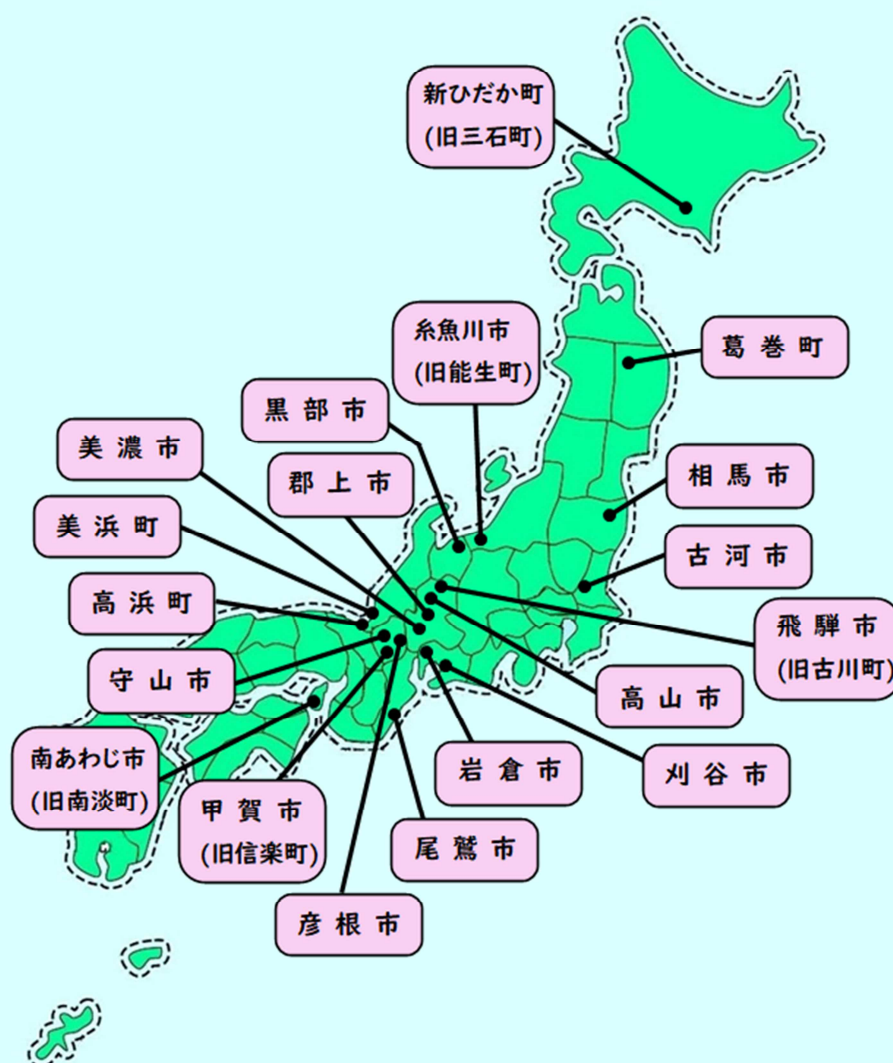 新ひだか町
(旧三石町)
糸魚川市
(旧能生町)
葛巻町
黒部市
美濃市
郡上市
相馬市
美浜町
古河市
高浜町
飛騨市
(旧古川町)
守山市
高山市
南あわじ市
(旧南淡町)
岩倉市
刈谷市
甲賀市
(旧信楽町)
尾鷲市
彦根市